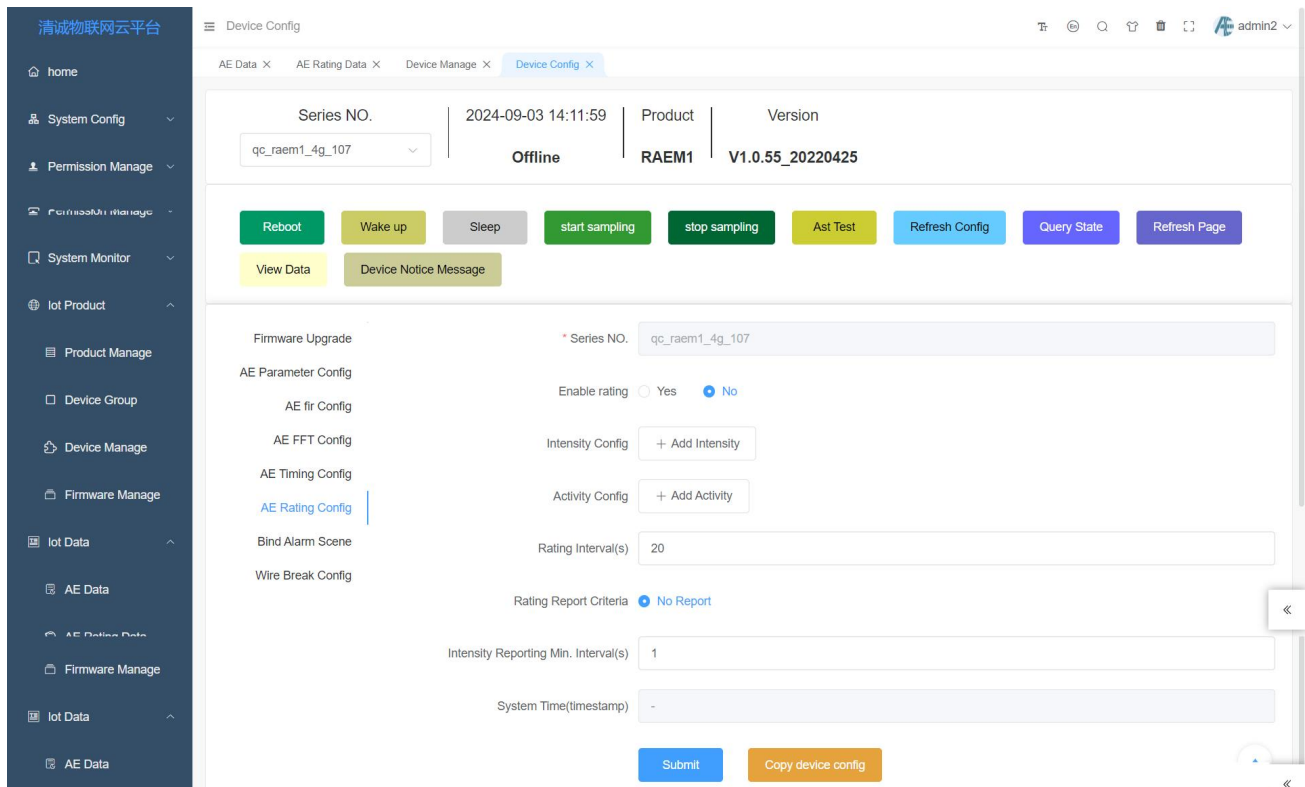 清诚物联网云平台
Device Config
Tт
En
admin2
home
System Config
Permission Manage
Permission Manage
System Monitor
Iot Product
Product Manage
Device Group
Device Manage
Firmware Manage
Iot Data
AE Data
AE Rating Data
Firmware Manage
Iot Data
AE Data
AE Data
AE Rating Data
Device Manage
Device Config
Series NO.
qc_raem1_4g_107
2024-09-03 14:11:59
Offline
Product
RAEM1
Version
V1.0.55_20220425
Reboot
Wake up
Sleep
start sampling
stop sampling
Ast Test
Refresh Config
Query State
Refresh Page
View Data
Device Notice Message
Firmware Upgrade
AE Parameter Config
AE fir Config
AE FFT Config
AE Timing Config
AE Rating Config
Bind Alarm Scene
Wire Break Config
* Series NO. qc_raem1_4g_107
Enable rating Yes No
Intensity Config + Add Intensity
Activity Config + Add Activity
Rating Interval(s) 20
Rating Report Criteria No Report
Intensity Reporting Min. Interval(s) 1
System Time(timestamp) -
Submit
Copy device config